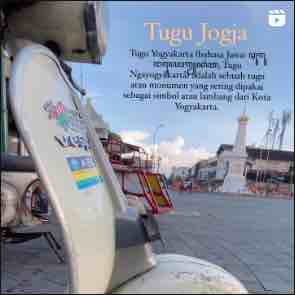 Tugu Jogja
Tugu Yogyakarta (bahasa Jawa:
Tugu
Ngayogyakarta) adalah sebuah tugu
atau monumen yang sering dipakai
sebagai simbol atau lambang dari Kota
Yogyakarta.